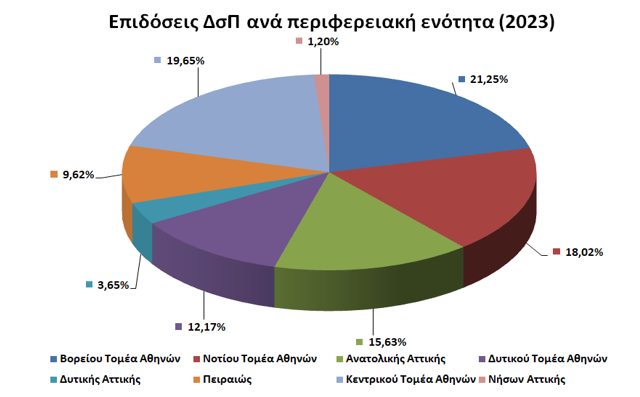 Επιδόσεις ΔσΠ ανά περιφερειακή ενότητα (2023)
1,20%
19,65%
21,25%
9,62%
18,02%
3,65%
12,17%
15,63%
Βορείου Τομέα Αθηνών Νοτίου Τομέα Αθηνών Ανατολικής Αττικής Δυτικού Τομέα Αθηνών
Δυτικής Αττικής Πειραιώς Κεντρικού Τομέα Αθηνών Νήσων Αττικής